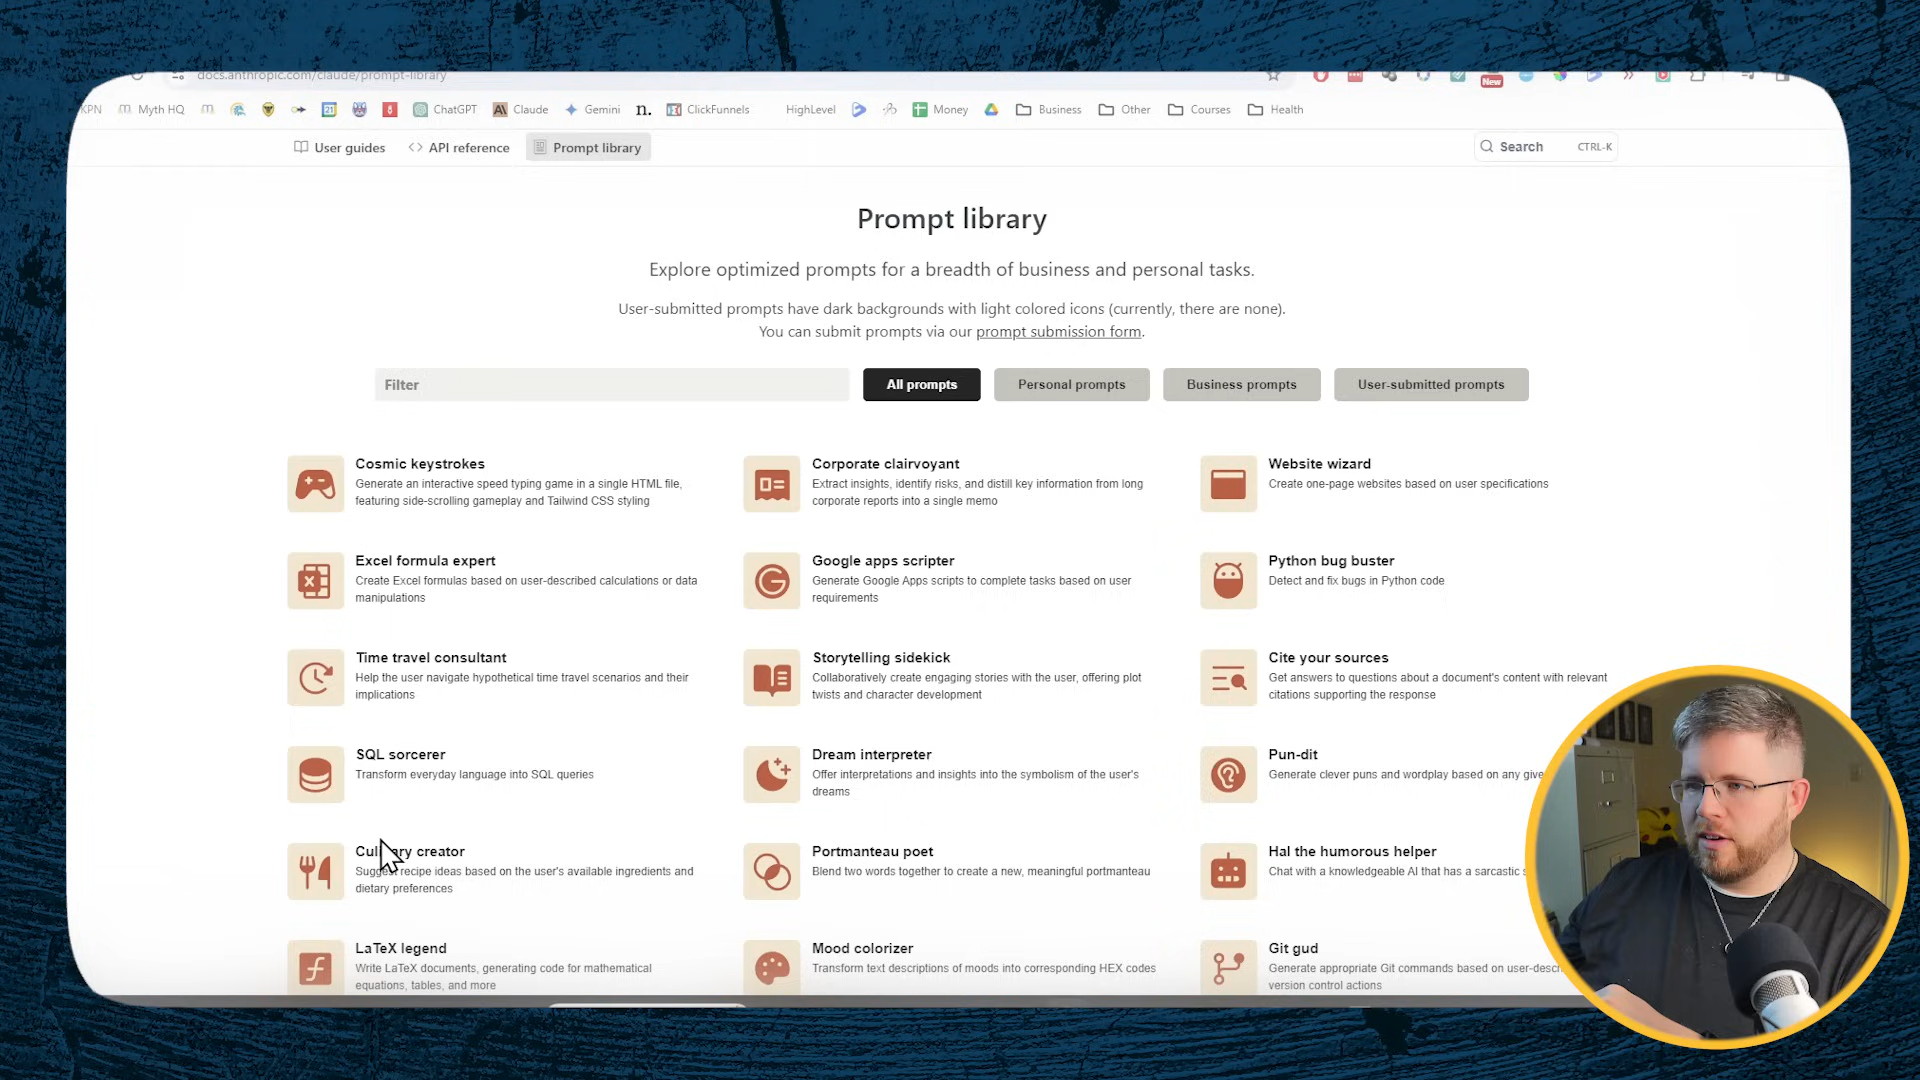 docs.anthropic.com/claude/prompt-library
New
KPN Myth HQ 21 8 ChatGPT Claude Gemini n. ClickFunnels HighLevel Money Business Other Courses Health
User guides <> API reference Prompt library Search CTRL-K
Prompt library
Explore optimized prompts for a breadth of business and personal tasks.
User-submitted prompts have dark backgrounds with light colored icons (currently, there are none).
You can submit prompts via our prompt submission form.
Filter All prompts Personal prompts Business prompts User-submitted prompts
Cosmic keystrokes
Generate an interactive speed typing game in a single HTML file,
featuring side-scrolling gameplay and Tailwind CSS styling
Corporate clairvoyant
Extract insights, identify risks, and distill key information from long
corporate reports into a single memo
Website wizard
Create one-page websites based on user specifications
Excel formula expert
Create Excel formulas based on user-described calculations or data
manipulations
Google apps scripter
Generate Google Apps scripts to complete tasks based on user
requirements
Python bug buster
Detect and fix bugs in Python code
Time travel consultant
Help the user navigate hypothetical time travel scenarios and their
implications
Storytelling sidekick
Collaboratively create engaging stories with the user, offering plot
twists and character development
Cite your sources
Get answers to questions about a document's content with relevant
citations supporting the response
SQL sorcerer
Transform everyday language into SQL queries
Dream interpreter
Offer interpretations and insights into the symbolism of the user's
dreams
Pun-dit
Generate clever puns and wordplay based on any give
Culinary creator
Suggest recipe ideas based on the user's available ingredients and
dietary preferences
Portmanteau poet
Blend two words together to create a new, meaningful portmanteau
Hal the humorous helper
Chat with a knowledgeable AI that has a sarcastic s
LaTeX legend
Write LaTeX documents, generating code for mathematical
equations, tables, and more
Mood colorizer
Transform text descriptions of moods into corresponding HEX codes
Git gud
Generate appropriate Git commands based on user-desc
version control actions